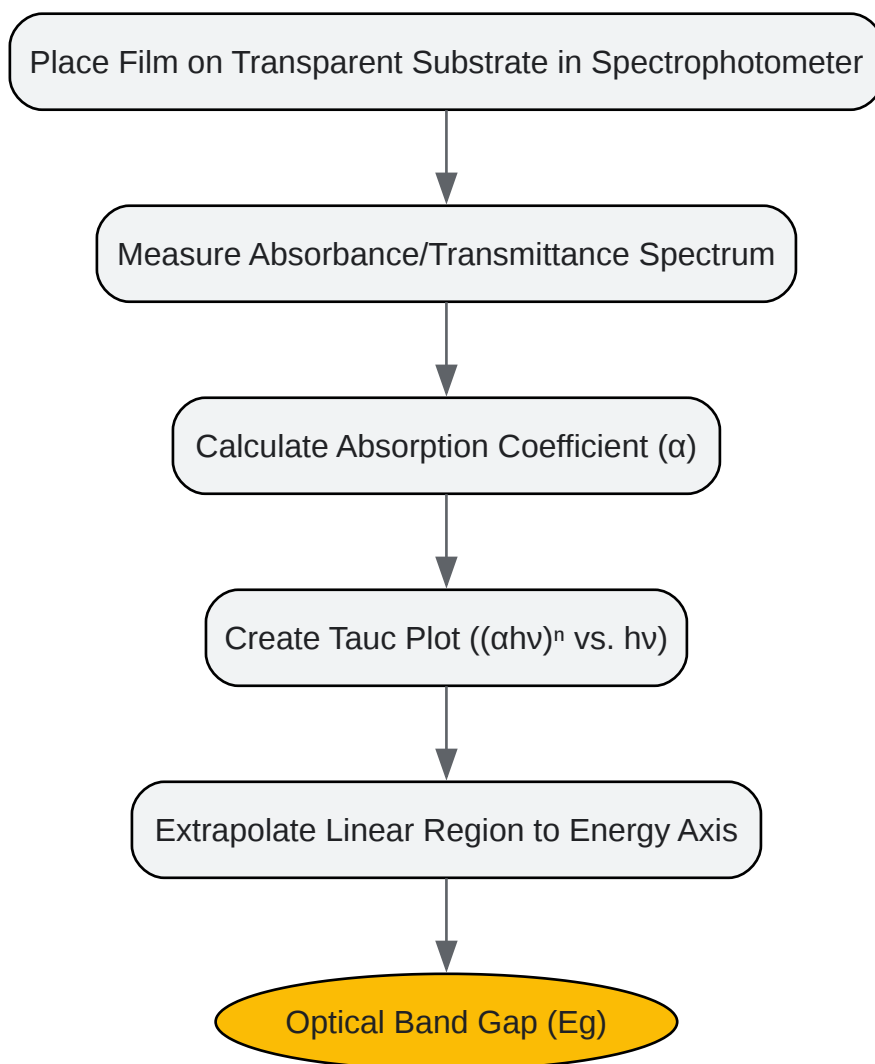 Place Film on Transparent Substrate in Spectrophotometer
Measure Absorbance/Transmittance Spectrum
Calculate Absorption Coefficient (α)
Create Tauc Plot ((αhν)ⁿ vs. hν)
Extrapolate Linear Region to Energy Axis
Optical Band Gap (Eg)